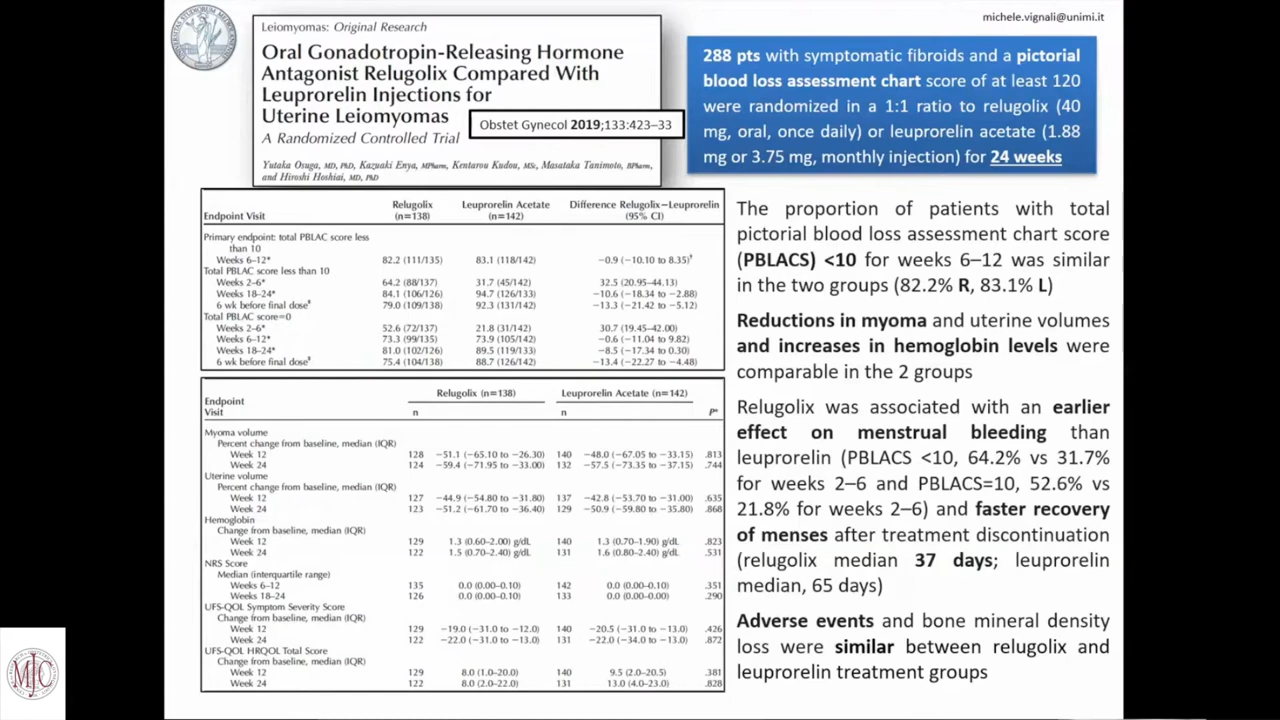 michele.vignali@unimi.it
Leiomyomas: Original Research
Oral Gonadotropin-Releasing Hormone
Antagonist Relugolix Compared With
Leuprorelin Injections for
Uterine Leiomyomas
A Randomized Controlled Trial
Obstet Gynecol 2019;133:423–33
Yutaka Osuga, MD, PhD, Kazuaki Enya, MPharm, Kentarou Kudou, MSc, Masataka Tanimoto, BPharm,
and Hiroshi Hoshiai, MD, PhD
288 pts with symptomatic fibroids and a pictorial
blood loss assessment chart score of at least 120
were randomized in a 1:1 ratio to relugolix (40
mg, oral, once daily) or leuprorelin acetate (1.88
mg or 3.75 mg, monthly injection) for 24 weeks
Relugolix Leuprorelin Acetate Difference Relugolix–Leuprorelin
Endpoint Visit (n=138) (n=142) (95% CI)
Primary endpoint: total PBLAC score less
than 10
Weeks 6–12* 82.2 (111/135) 83.1 (118/142) −0.9 (−10.10 to 8.35)†
Total PBLAC score less than 10
Weeks 2–6* 64.2 (88/137) 31.7 (45/142) 32.5 (20.95–44.13)
Weeks 18–24* 84.1 (106/126) 94.7 (126/133) −10.6 (−18.34 to −2.88)
6 wk before final dose‡ 79.0 (109/138) 92.3 (131/142) −13.3 (−21.42 to −5.12)
Total PBLAC score=0
Weeks 2–6* 52.6 (72/137) 21.8 (31/142) 30.7 (19.45–42.00)
Weeks 6–12* 73.3 (99/135) 73.9 (105/142) −0.6 (−11.04 to 9.82)
Weeks 18–24* 81.0 (102/126) 89.5 (119/133) −8.5 (−17.34 to 0.30)
6 wk before final dose‡ 75.4 (104/138) 88.7 (126/142) −13.4 (−22.27 to −4.48)
Relugolix (n=138) Leuprorelin Acetate (n=142)
Endpoint
Visit n n P*
Myoma volume
Percent change from baseline, median (IQR)
Week 12 128 −51.1 (−65.10 to −26.30) 140 −48.0 (−67.05 to −33.15) .813
Week 24 124 −59.4 (−71.95 to −33.00) 132 −57.5 (−73.35 to −37.15) .744
Uterine volume
Percent change from baseline, median (IQR)
Week 12 127 −44.9 (−54.80 to −31.80) 137 −42.8 (−53.70 to −31.00) .635
Week 24 123 −51.2 (−61.70 to −36.40) 129 −50.9 (−59.80 to −35.80) .868
Hemoglobin
Change from baseline, median (IQR)
Week 12 129 1.3 (0.60–2.00) g/dL 140 1.3 (0.70–1.90) g/dL .823
Week 24 122 1.5 (0.70–2.40) g/dL 131 1.6 (0.80–2.40) g/dL .531
NRS Score
Median (interquartile range)
Weeks 6–12 135 0.0 (0.00–0.10) 142 0.0 (0.00–0.10) .351
Weeks 18–24 126 0.0 (0.00–0.10) 133 0.0 (0.00–0.00) .290
UFS-QOL Symptom Severity Score
Change from baseline, median (IQR)
Week 12 129 −19.0 (−31.0 to −12.0) 140 −20.5 (−31.0 to −13.0) .426
Week 24 122 −22.0 (−31.0 to −13.0) 131 −22.0 (−34.0 to −13.0) .872
UFS-QOL HRQOL Total Score
Change from baseline, median (IQR)
Week 12 129 8.0 (1.0–20.0) 140 9.5 (2.0–20.5) .381
Week 24 122 8.0 (2.0–22.0) 131 13.0 (4.0–23.0) .828
The proportion of patients with total
pictorial blood loss assessment chart score
(PBLACS) <10 for weeks 6–12 was similar
in the two groups (82.2% R, 83.1% L)
Reductions in myoma and uterine volumes
and increases in hemoglobin levels were
comparable in the 2 groups
Relugolix was associated with an earlier
effect on menstrual bleeding than
leuprorelin (PBLACS <10, 64.2% vs 31.7%
for weeks 2–6 and PBLACS=10, 52.6% vs
21.8% for weeks 2–6) and faster recovery
of menses after treatment discontinuation
(relugolix median 37 days; leuprorelin
median, 65 days)
Adverse events and bone mineral density
loss were similar between relugolix and
leuprorelin treatment groups
MJC